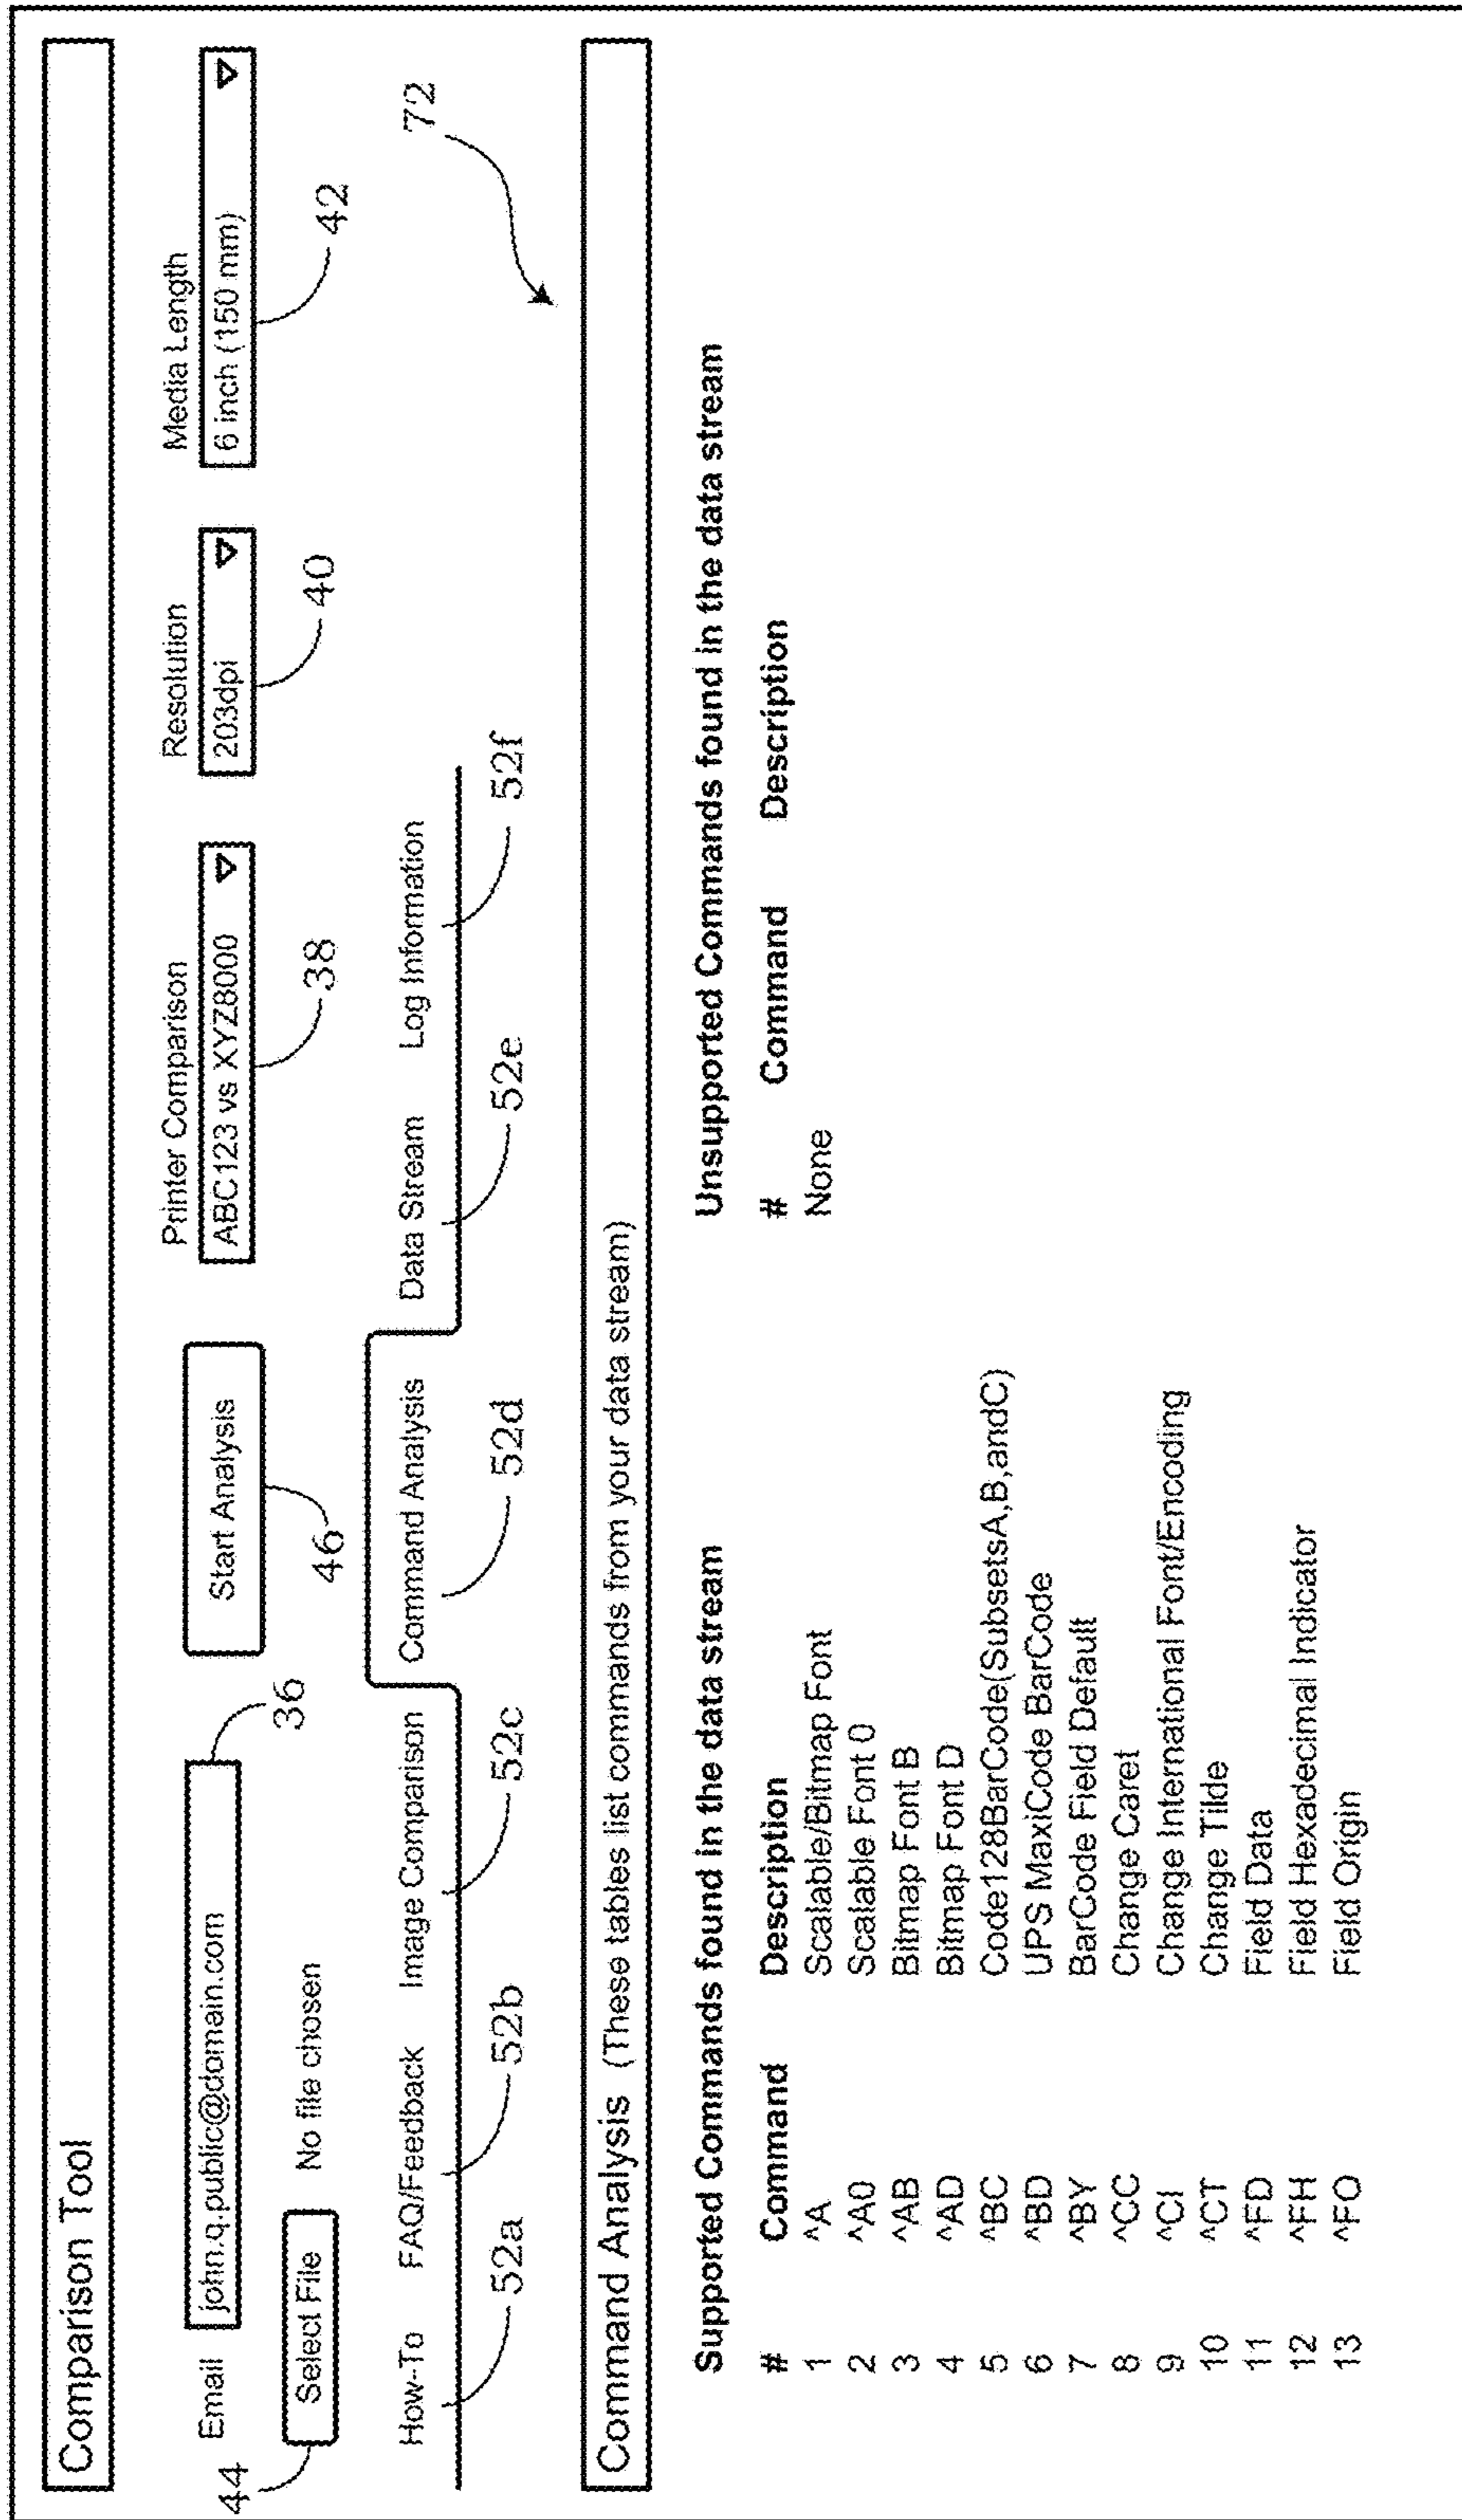 Comparison Tool
Email john.q.public@domain.com Start Analysis Printer Comparison Resolution Media Length
ABC123 vs XYZ8000 203dpi 6 inch (150 mm)
44 Select File No file chosen 36 46 38 40 42
How-To FAQ/Feedback Image Comparison Command Analysis Data Stream Log Information 72
52a 52b 52c 52d 52e 52f
Command Analysis (These tables list commands from your data stream)
Supported Commands found in the data stream Unsupported Commands found in the data stream
# Command Description # Command Description
1 ^A Scalable/Bitmap Font None
2 ^A0 Scalable Font 0
3 ^AB Bitmap Font B
4 ^AD Bitmap Font D
5 ^BC Code128BarCode(SubsetsA,B,andC)
6 ^BD UPS MaxiCode BarCode
7 ^BY BarCode Field Default
8 ^CC Change Caret
9 ^CI Change International Font/Encoding
10 ^CT Change Tilde
11 ^FD Field Data
12 ^FH Field Hexadecimal Indicator
13 ^FO Field Origin